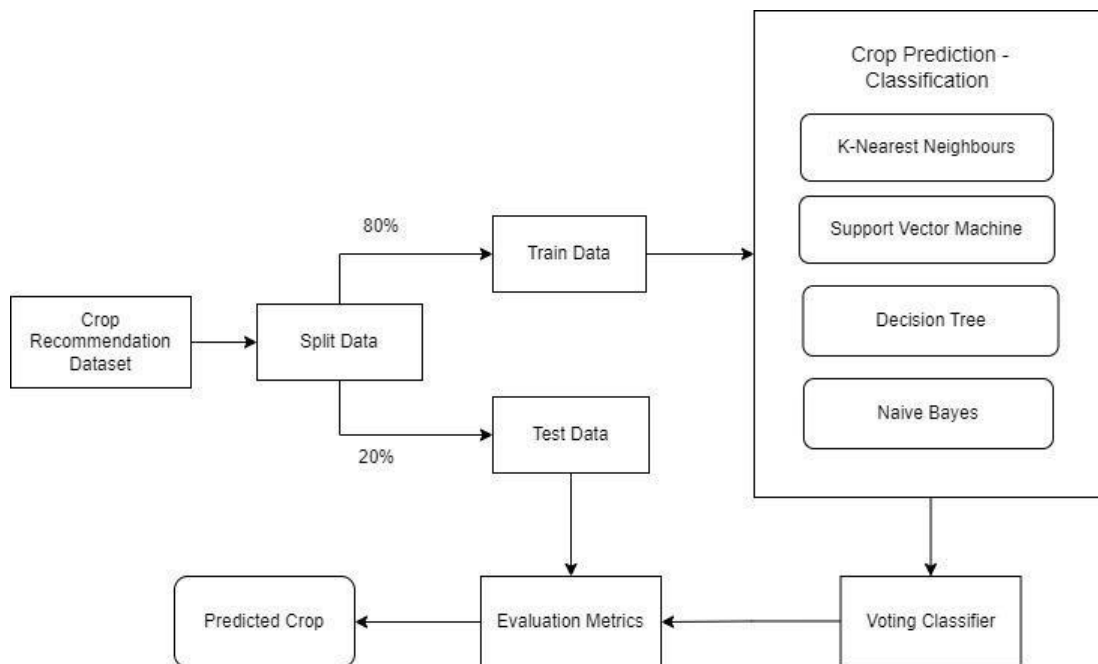 Crop Prediction -
Classification
K-Nearest Neighbours
Support Vector Machine
Decision Tree
Naive Bayes
80%
Train Data
Crop
Recommendation
Dataset
Split Data
Test Data
20%
Predicted Crop
Evaluation Metrics
Voting Classifier